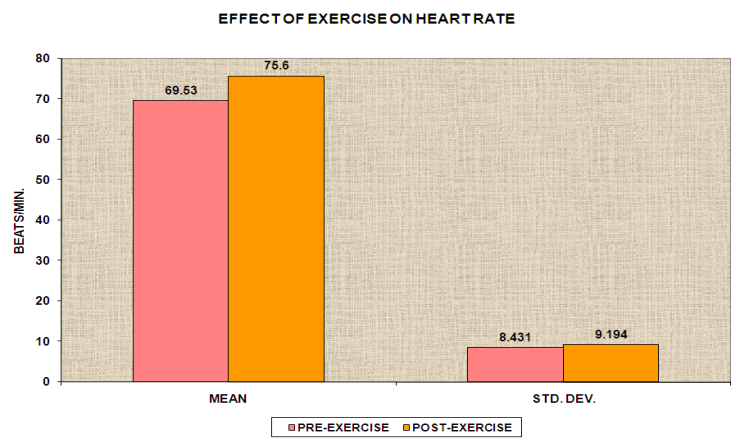 EFFECT OF EXERCISE ON HEART RATE
BEATS/MIN.
80
70
60
50
40
30
20
10
0
69.53
75.6
8.431
9.194
MEAN
STD. DEV.
PRE-EXERCISE
POST-EXERCISE